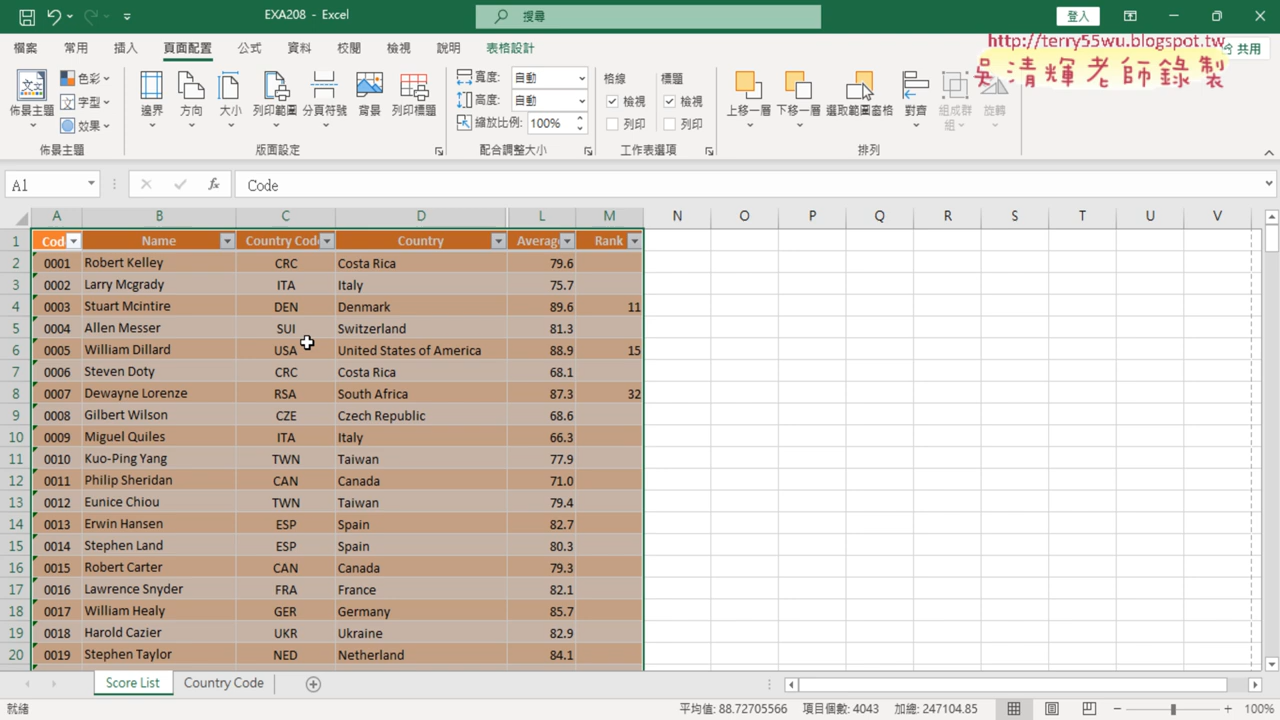 EXA208 - Excel
搜尋
登入
檔案 常用 插入 頁面配置 公式 資料 校閱 檢視 說明 表格設計
共用
http://terry55wu.blogspot.tw
吳清輝老師錄製
佈景主題 色彩 字型 效果 邊界 方向 大小 列印範圍 分頁符號 背景 列印標題
寬度: 自動
高度: 自動
縮放比例: 100%
格線 標題
檢視 檢視
列印 列印
上移一層 下移一層 選取範圍窗格 對齊 組成群組 旋轉
佈景主題 版面設定 配合調整大小 工作表選項 排列
A1 fx Code
A B C D L M N O P Q R S T U V
1 Cod Name Country Cod Country Averag Rank
2 0001 Robert Kelley CRC Costa Rica 79.6
3 0002 Larry Mcgrady ITA Italy 75.7
4 0003 Stuart Mcintire DEN Denmark 89.6 11
5 0004 Allen Messer SUI Switzerland 81.3
6 0005 William Dillard USA United States of America 88.9 15
7 0006 Steven Doty CRC Costa Rica 68.1
8 0007 Dewayne Lorenze RSA South Africa 87.3 32
9 0008 Gilbert Wilson CZE Czech Republic 68.6
10 0009 Miguel Quiles ITA Italy 66.3
11 0010 Kuo-Ping Yang TWN Taiwan 77.9
12 0011 Philip Sheridan CAN Canada 71.0
13 0012 Eunice Chiou TWN Taiwan 79.4
14 0013 Erwin Hansen ESP Spain 82.7
15 0014 Stephen Land ESP Spain 80.3
16 0015 Robert Carter CAN Canada 79.3
17 0016 Lawrence Snyder FRA France 82.1
18 0017 William Healy GER Germany 85.7
19 0018 Harold Cazier UKR Ukraine 82.9
20 0019 Stephen Taylor NED Netherland 84.1
Score List Country Code
就緒 平均值: 88.72705566 項目個數: 4043 加總: 247104.85 100%